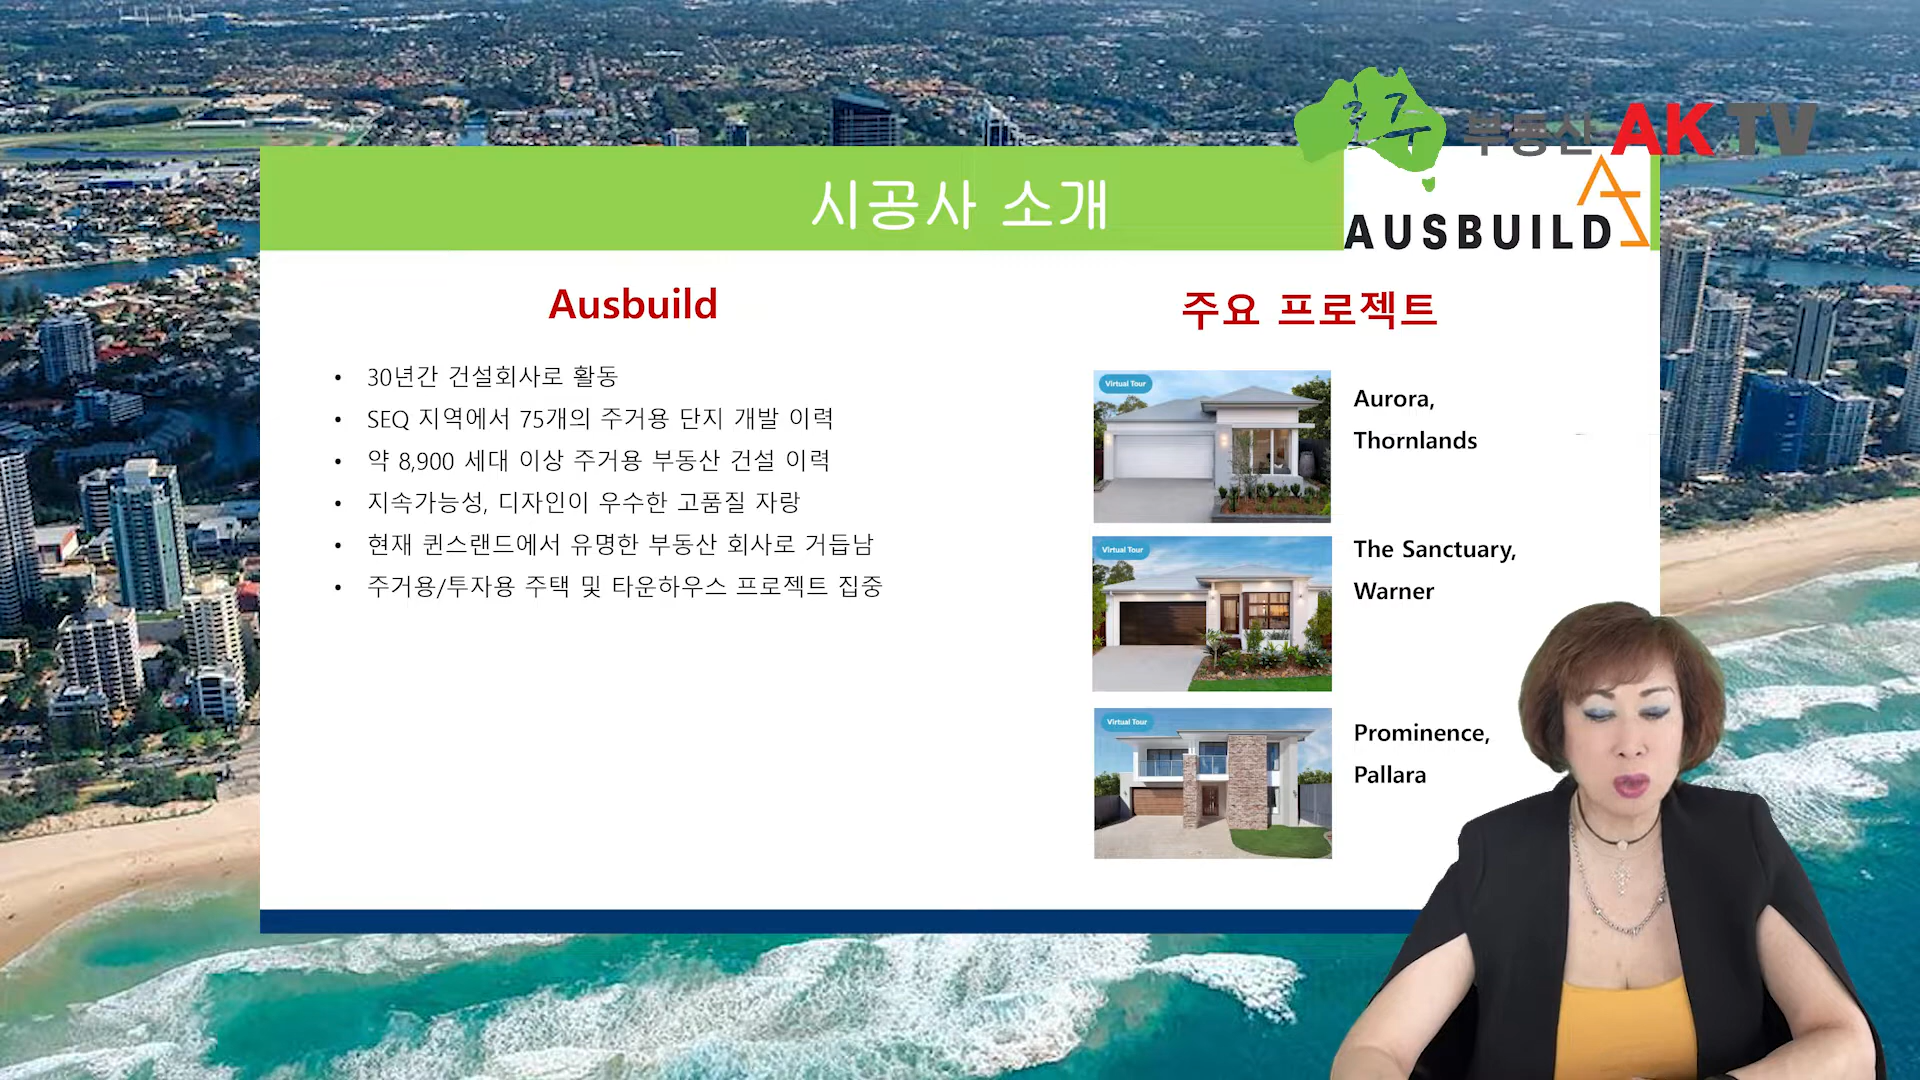 호주 부동산 AK TV
시공사 소개
AUSBUILD
Ausbuild
• 30년간 건설회사로 활동
• SEQ 지역에서 75개의 주거용 단지 개발 이력
• 약 8,900 세대 이상 주거용 부동산 건설 이력
• 지속가능성, 디자인이 우수한 고품질 자랑
• 현재 퀸스랜드에서 유명한 부동산 회사로 거듭남
• 주거용/투자용 주택 및 타운하우스 프로젝트 집중
주요 프로젝트
Virtual Tour
Aurora,
Thornlands
Virtual Tour
The Sanctuary,
Warner
Virtual Tour
Prominence,
Pallara